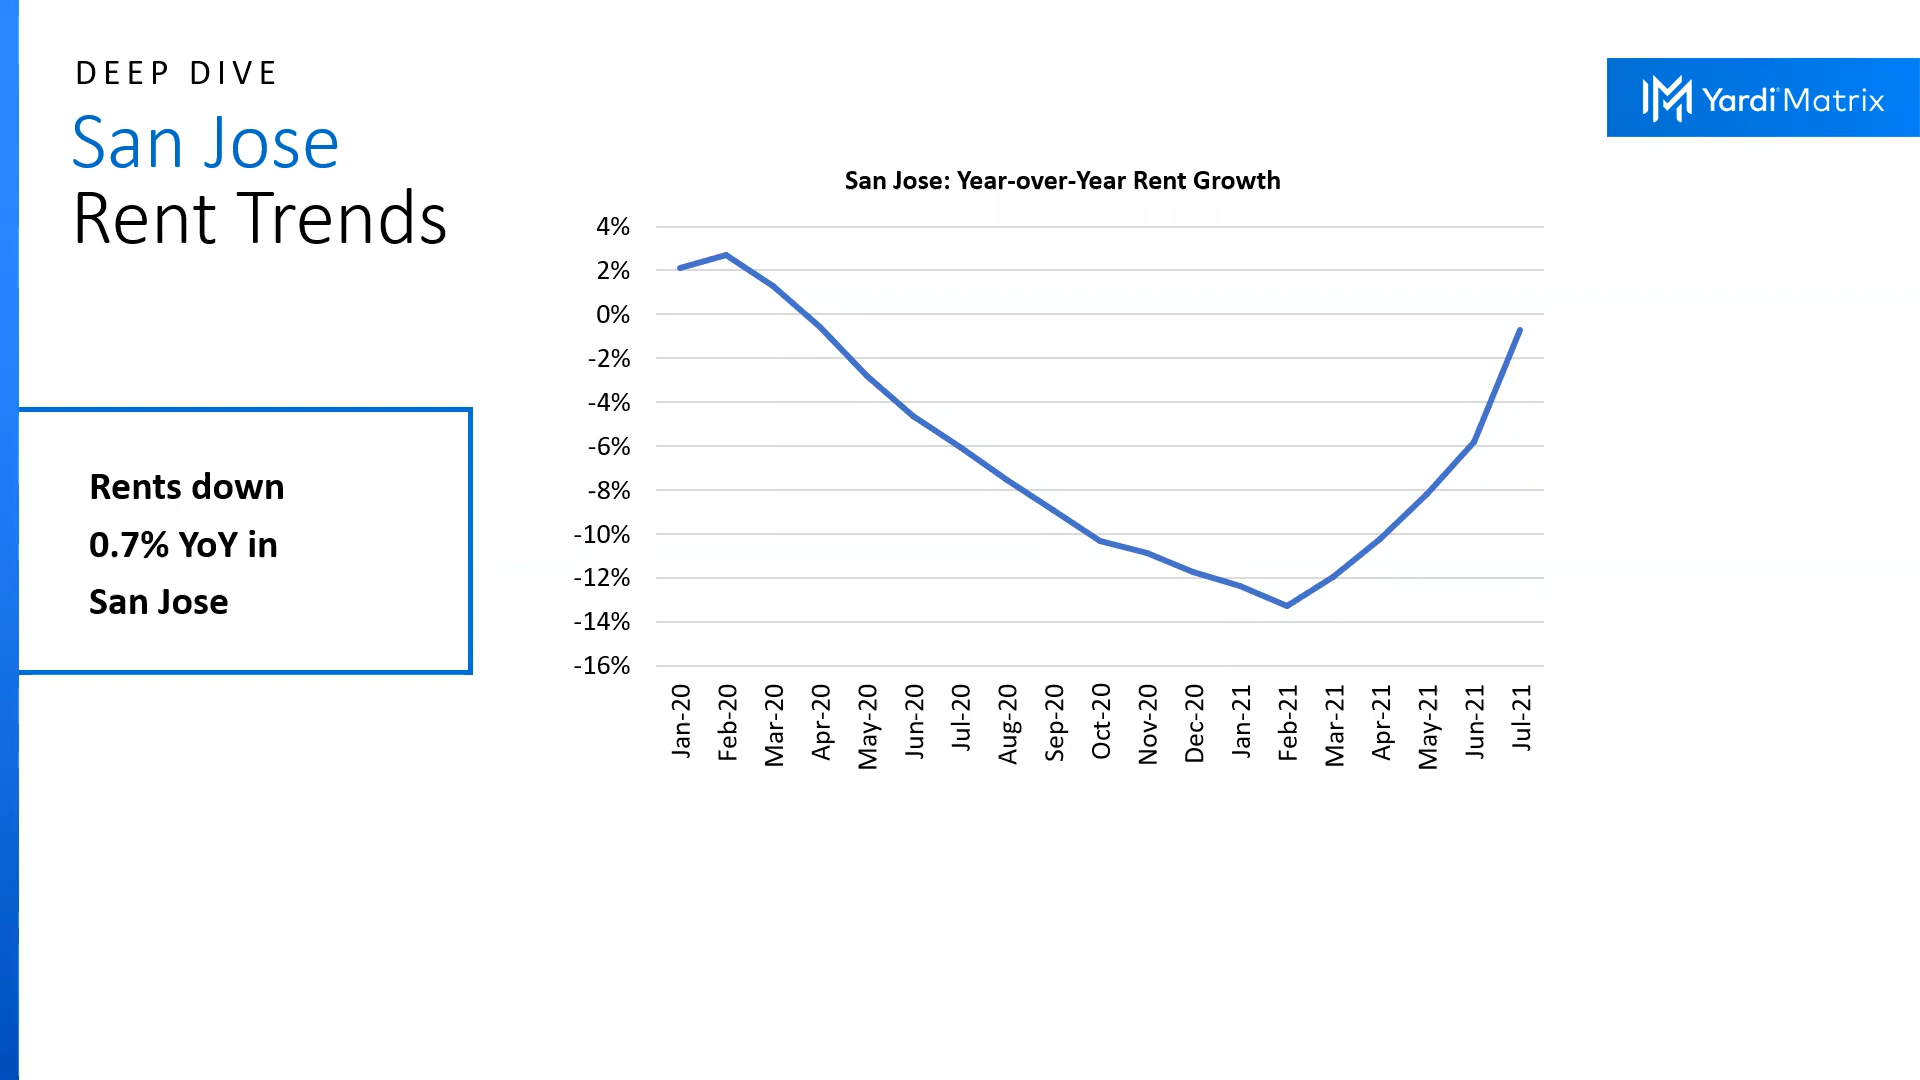 DEEP DIVE
San Jose
Rent Trends
Yardi Matrix
Rents down
0.7% YoY in
San Jose
San Jose: Year-over-Year Rent Growth
4%
2%
0%
-2%
-4%
-6%
-8%
-10%
-12%
-14%
-16%
Jan-20
Feb-20
Mar-20
Apr-20
May-20
Jun-20
Jul-20
Aug-20
Sep-20
Oct-20
Nov-20
Dec-20
Jan-21
Feb-21
Mar-21
Apr-21
May-21
Jun-21
Jul-21